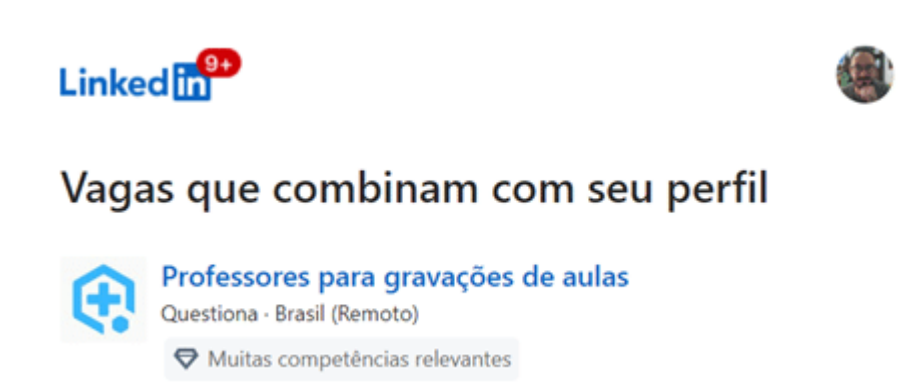 LinkedIn 9+
Vagas que combinam com seu perfil
Professores para gravações de aulas
Questiona · Brasil (Remoto)
Muitas competências relevantes